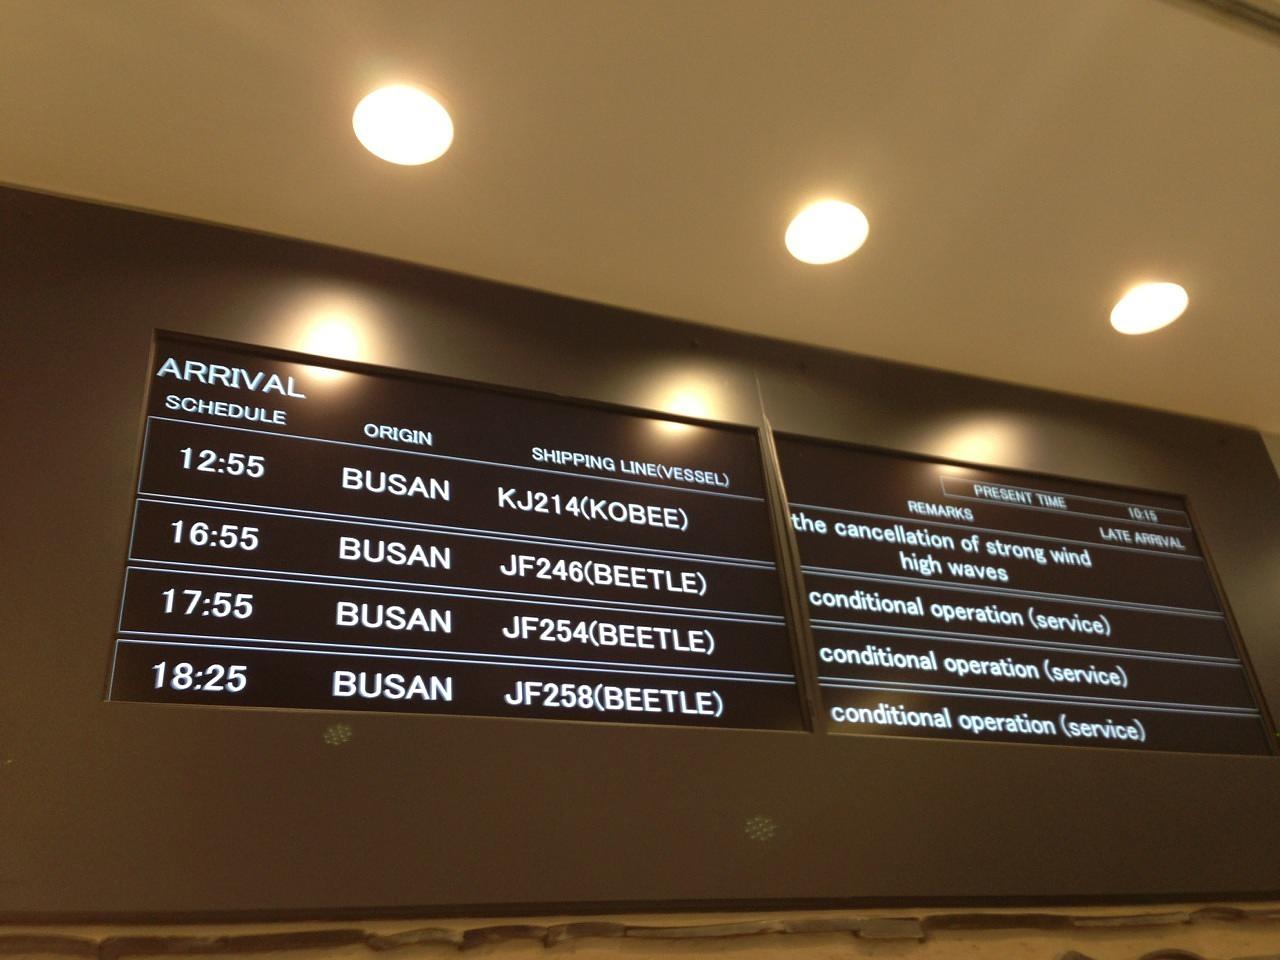 ARRIVAL
PRESENT TIME 10:15
SCHEDULE ORIGIN SHIPPING LINE(VESSEL) REMARKS LATE ARRIVAL
12:55 BUSAN KJ214(KOBEE) the cancellation of strong wind
high waves
16:55 BUSAN JF246(BEETLE) conditional operation (service)
17:55 BUSAN JF254(BEETLE) conditional operation (service)
18:25 BUSAN JF258(BEETLE) conditional operation (service)